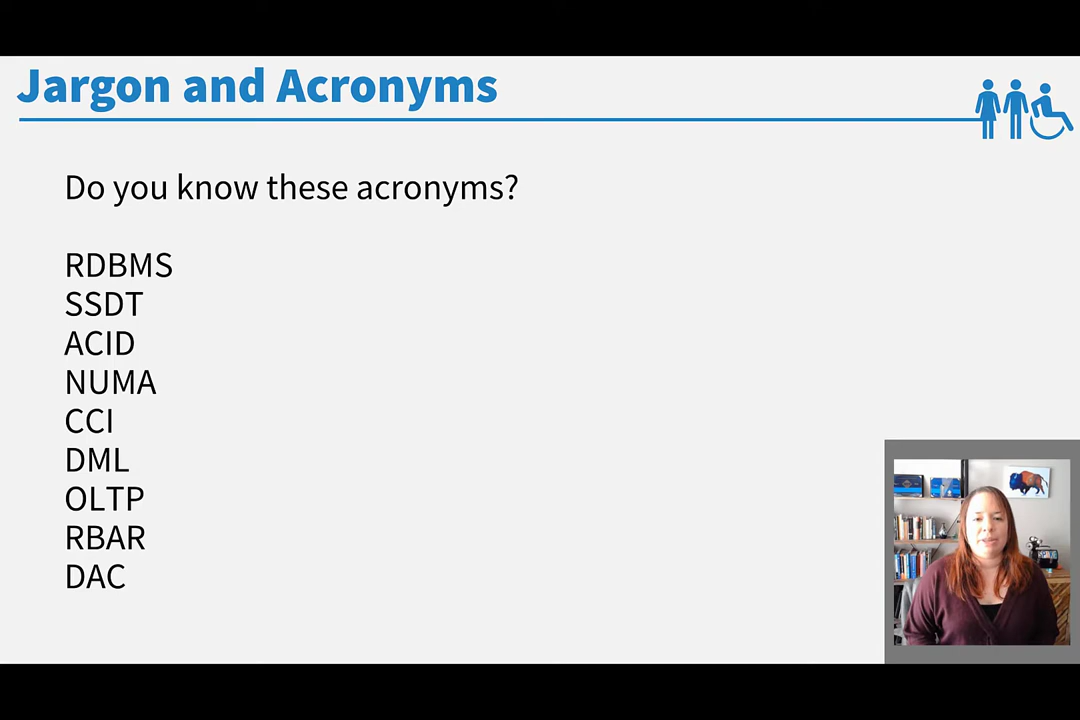 Jargon and Acronyms
Do you know these acronyms?
RDBMS
SSDT
ACID
NUMA
CCI
DML
OLTP
RBAR
DAC